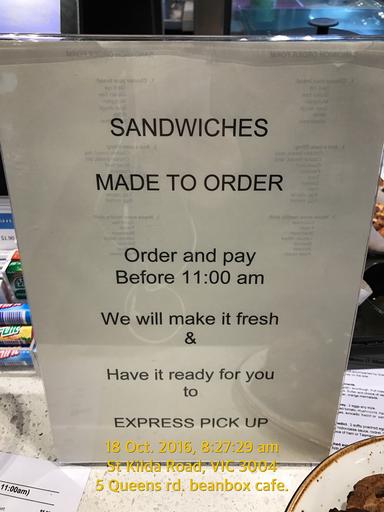 SANDWICHES
MADE TO ORDER
Order and pay
Before 11:00 am
We will make it fresh
&
Have it ready for you
to
EXPRESS PICK UP
18 Oct. 2016, 8:27:29 am
St Kilda Road, VIC 3004
5 Queens rd. beanbox cafe.
11:00am)